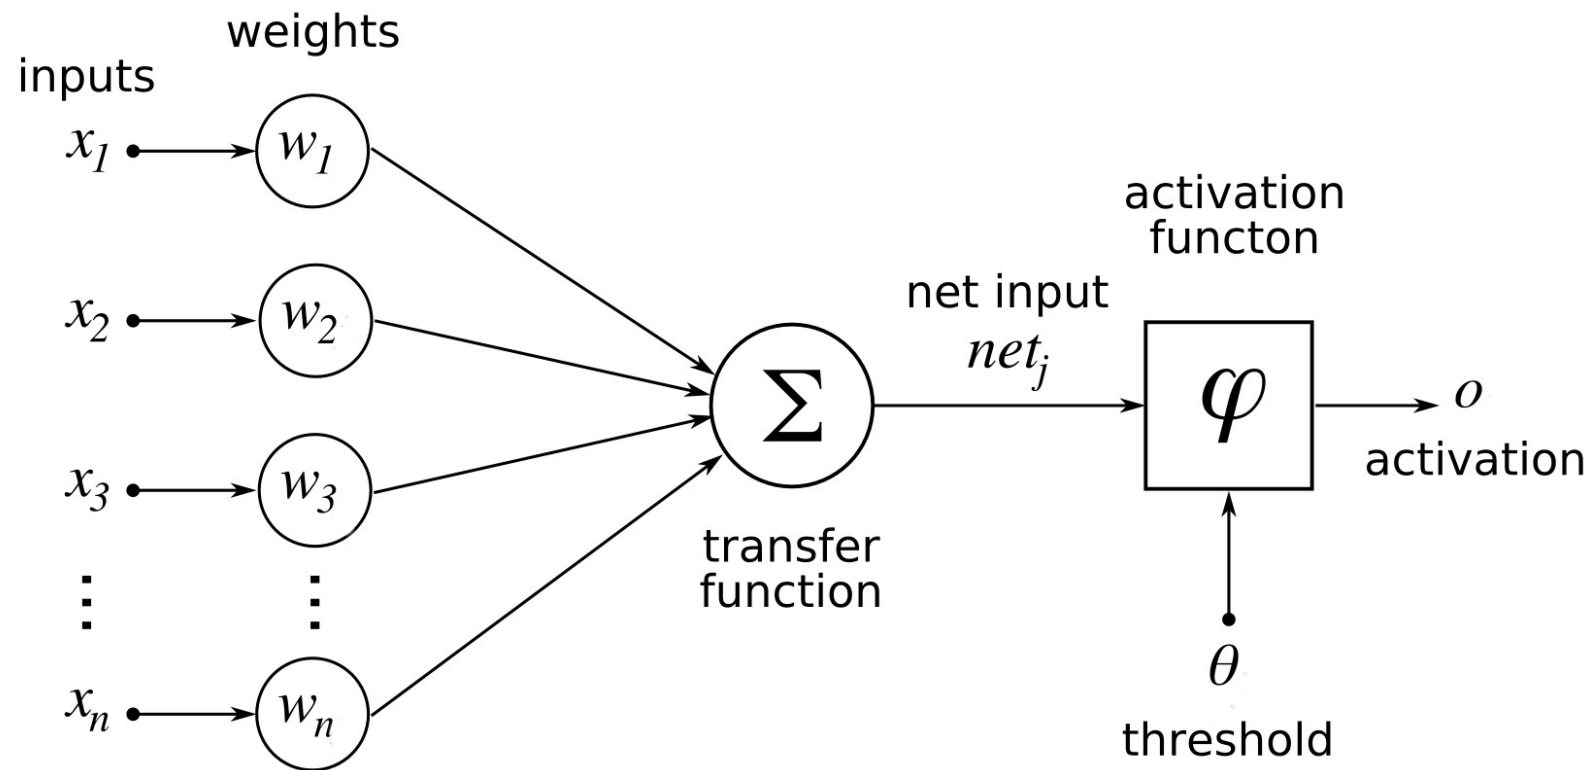 weights
inputs
x1
w1
x2
w2
x3
w3
⋮
⋮
xn
wn
Σ
transfer
function
net input
netj
activation
functon
φ
o
activation
θ
threshold